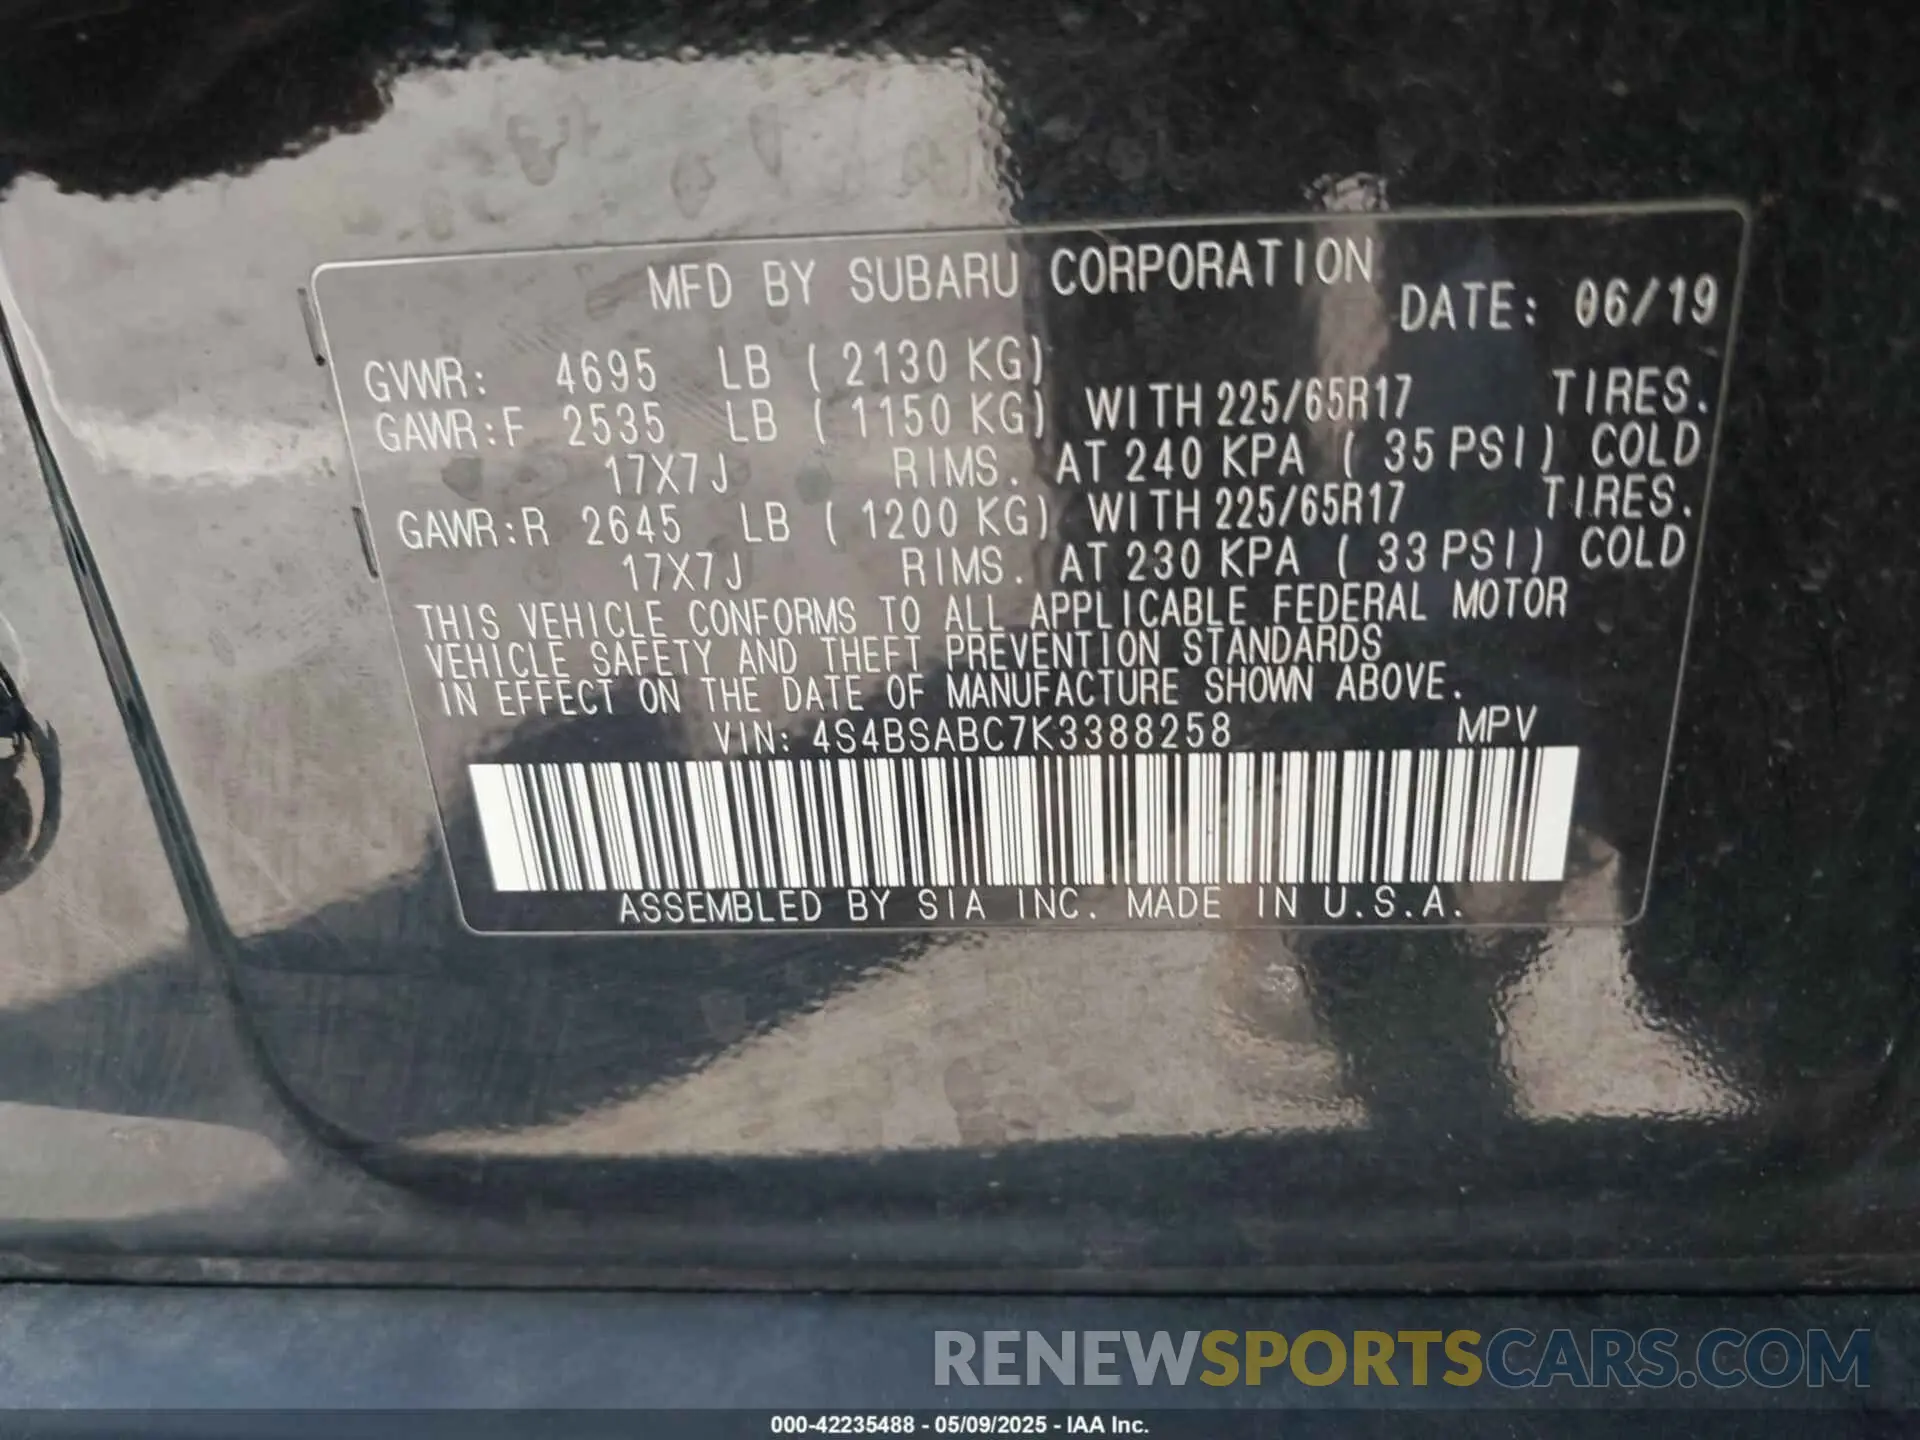 MFD BY SUBARU CORPORATION
DATE: 06/19
GVWR: 4695 LB ( 2130 KG)
GAWR:F 2535 LB ( 1150 KG) WITH 225/65R17 TIRES.
17X7J RIMS. AT 240 KPA ( 35 PSI) COLD
GAWR:R 2645 LB ( 1200 KG) WITH 225/65R17 TIRES.
17X7J RIMS. AT 230 KPA ( 33 PSI) COLD
THIS VEHICLE CONFORMS TO ALL APPLICABLE FEDERAL MOTOR
VEHICLE SAFETY AND THEFT PREVENTION STANDARDS
IN EFFECT ON THE DATE OF MANUFACTURE SHOWN ABOVE.
VIN: 4S4BSABC7K3388258 MPV
ASSEMBLED BY SIA INC. MADE IN U.S.A.
RENEWSPORTSCARS.COM
000-42235488 - 05/09/2025 - IAA Inc.